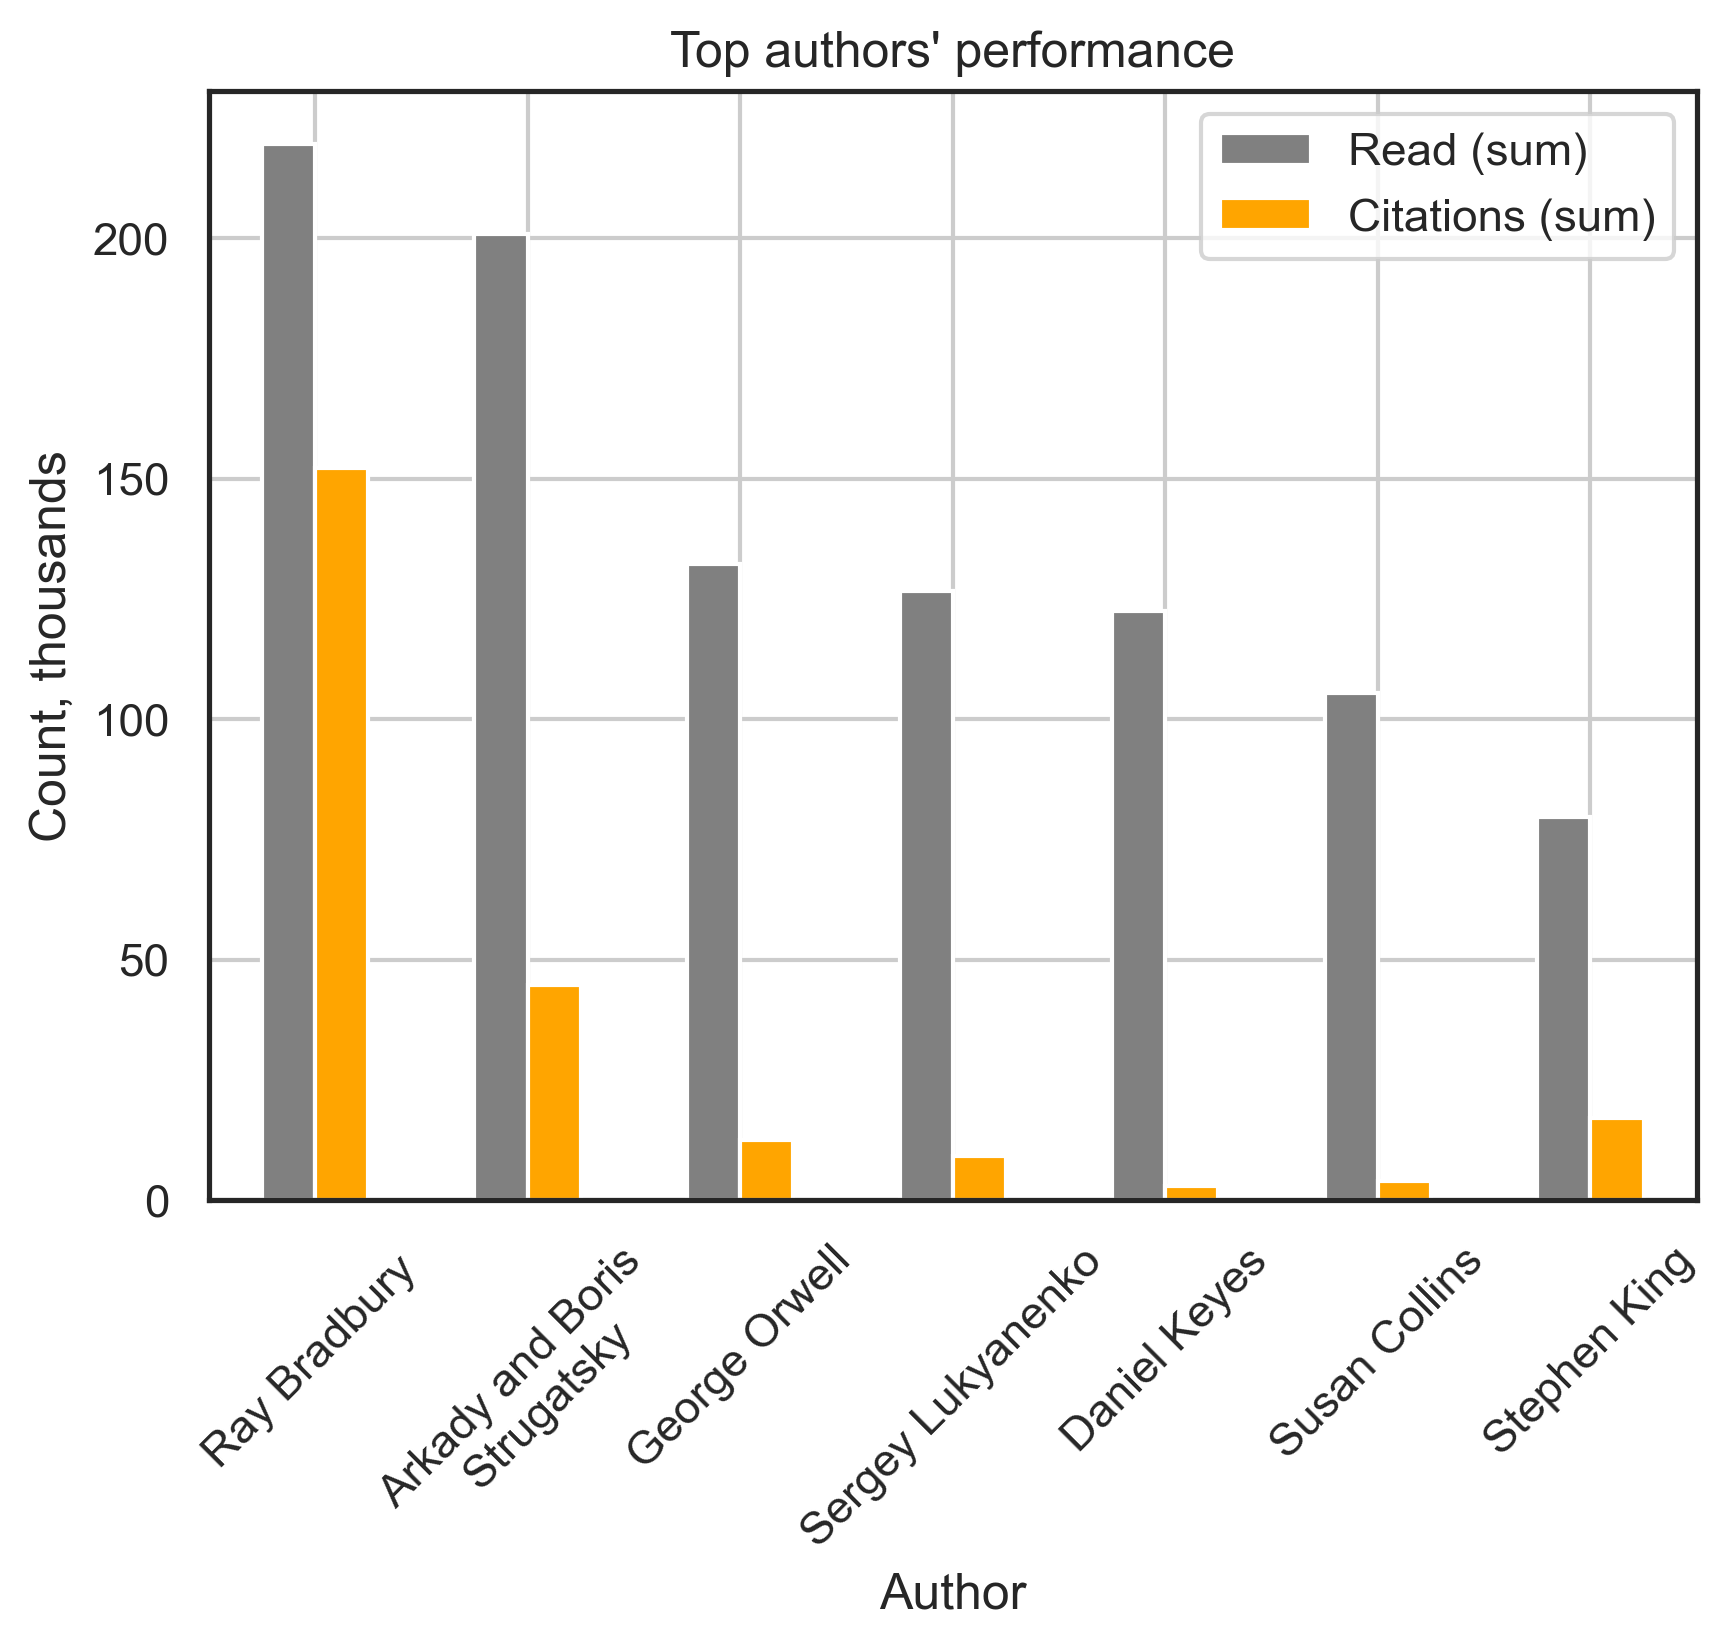 Top authors' performance
Read (sum)
Citations (sum)
Count, thousands
200
150
100
50
0
Ray Bradbury
Arkady and Boris
Strugatsky
George Orwell
Sergey Lukyanenko
Daniel Keyes
Susan Collins
Stephen King
Author